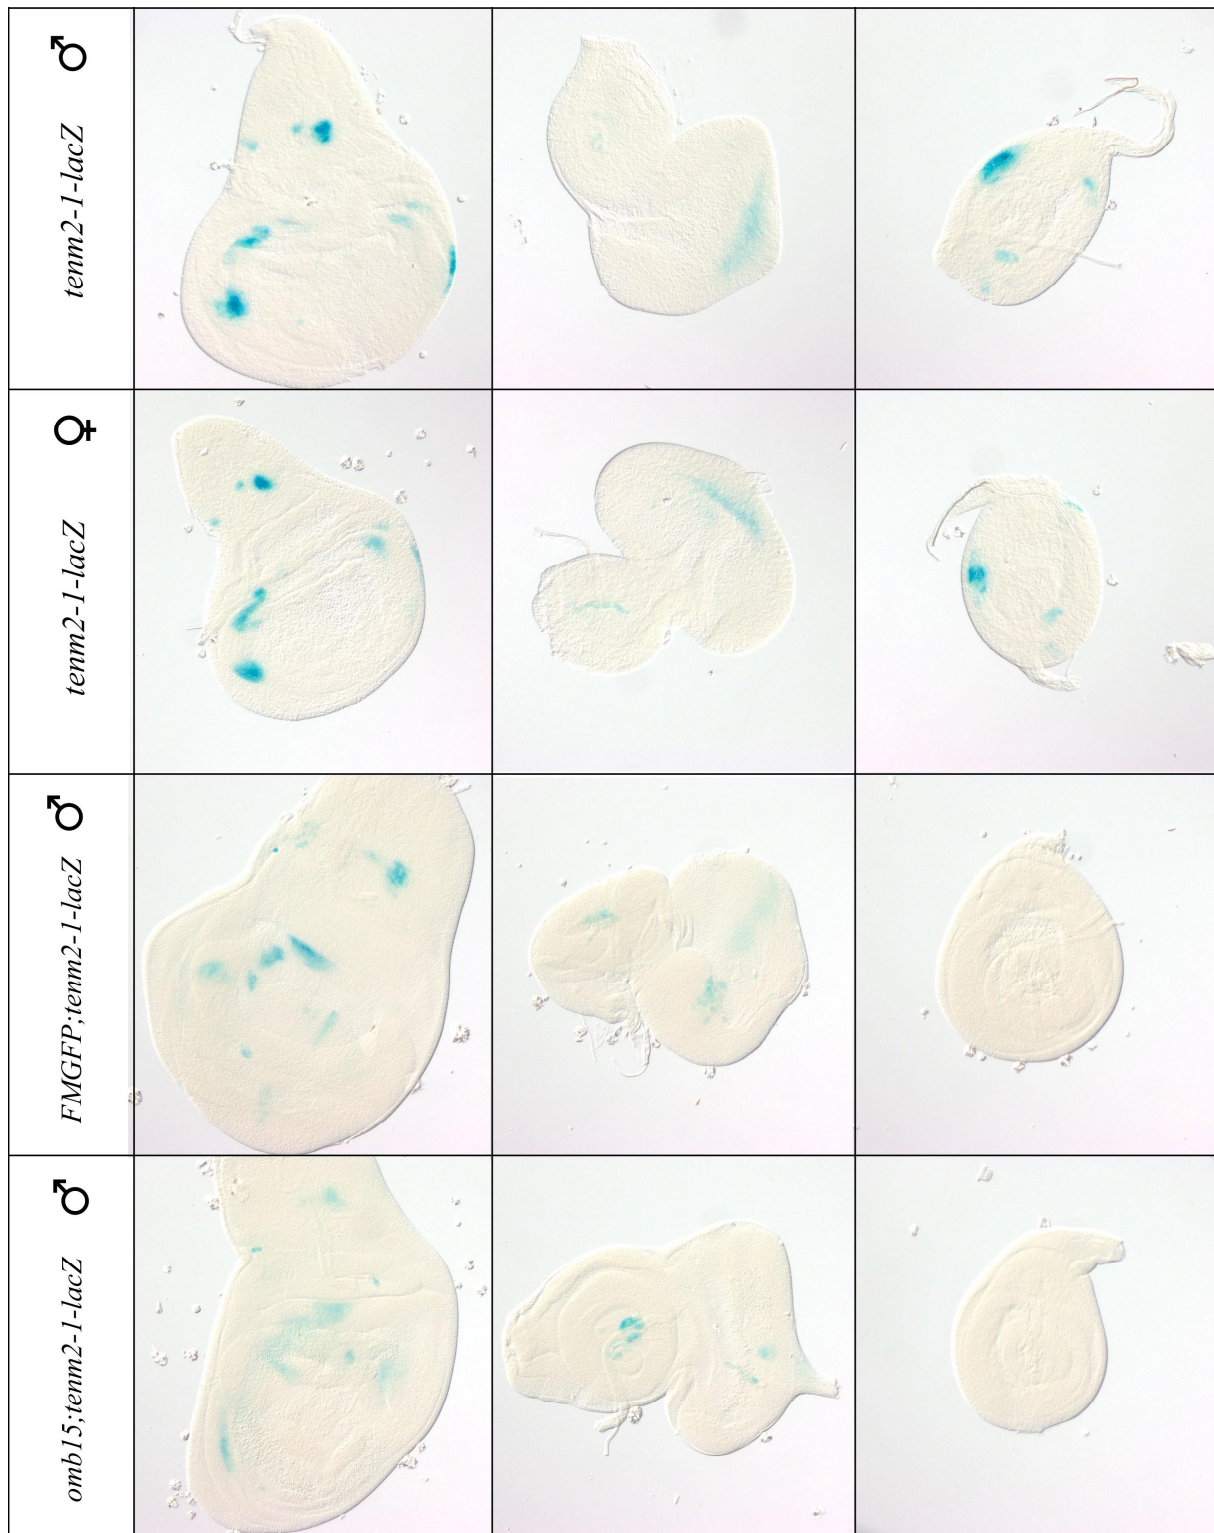 ♂ tenm2-1-lacZ
♀ tenm2-1-lacZ
♂ FMGFP;tenm2-1-lacZ
♂ omb15;tenm2-1-lacZ